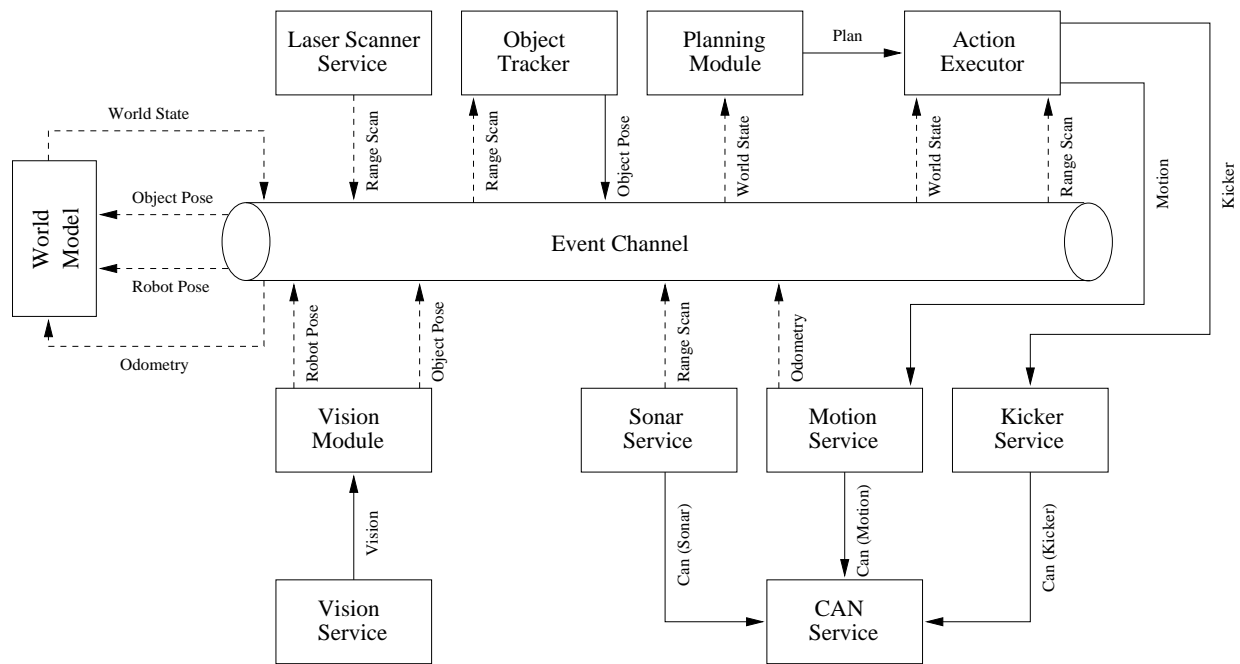 Laser Scanner
Service
Object
Tracker
Planning
Module
Plan
Action
Executor
World State
Range Scan
Range Scan
Object Pose
World State
World State
Range Scan
Motion
Kicker
World
Model
Object Pose
Robot Pose
Odometry
Event Channel
Robot Pose
Object Pose
Range Scan
Odometry
Vision
Module
Sonar
Service
Motion
Service
Kicker
Service
Vision
Can (Sonar)
Can (Motion)
Can (Kicker)
Vision
Service
CAN
Service